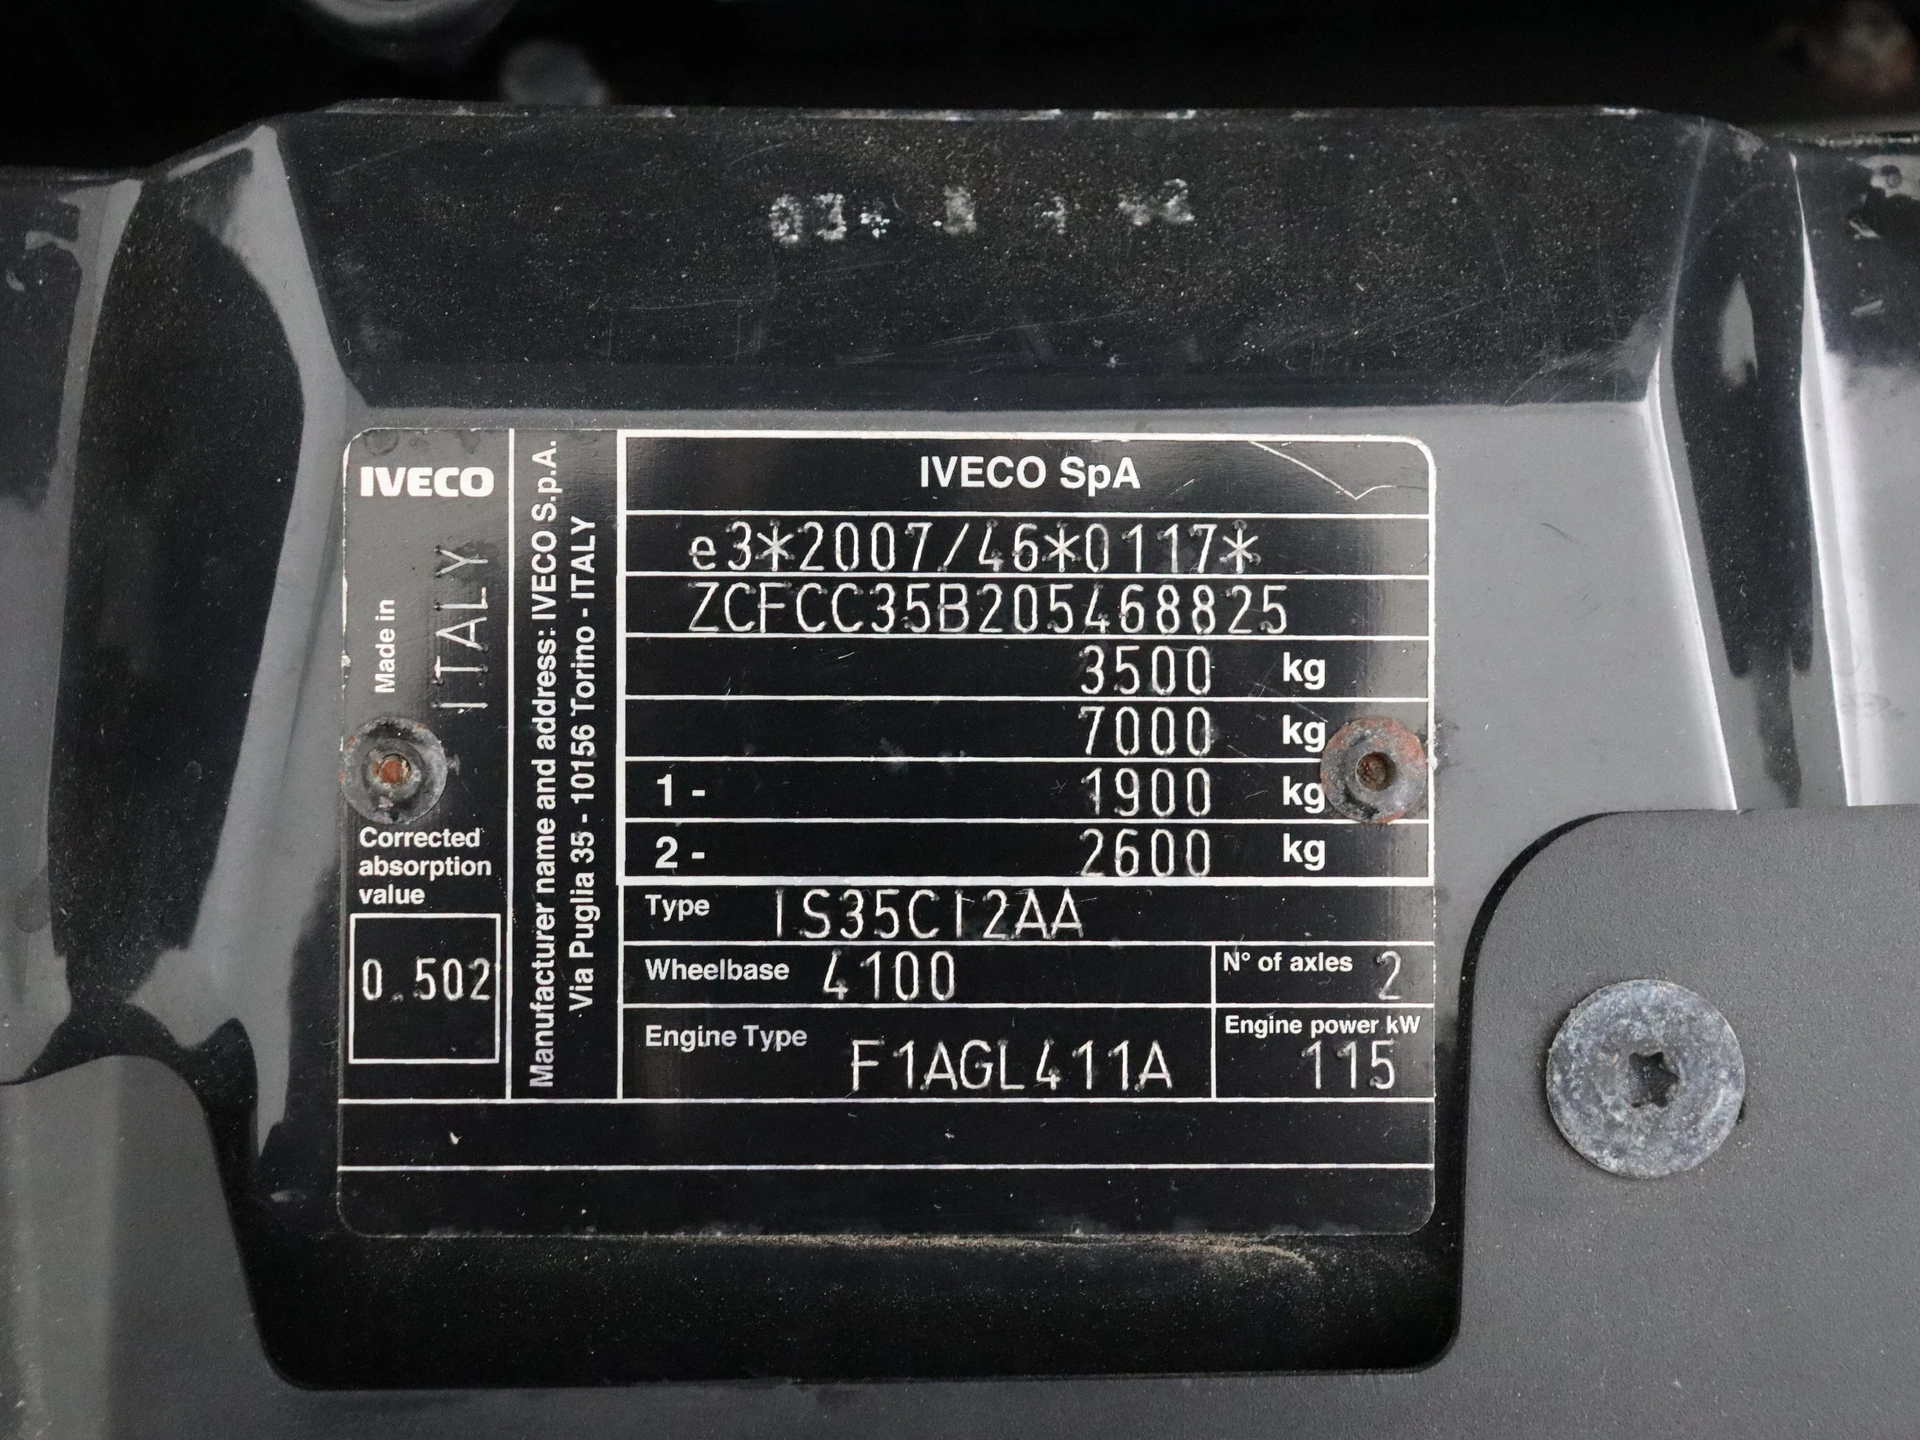 IVECO
Made in
ITALY
Corrected
absorption
value
0.502
Manufacturer name and address: IVECO S.p.A.
Via Puglia 35 - 10156 Torino - ITALY
IVECO SpA
e3*2007/46*0117*
ZCFCC35B205468825
3500 kg
7000 kg
1 - 1900 kg
2 - 2600 kg
Type IS35CI2AA
Wheelbase 4100
N° of axles 2
Engine Type F1AGL411A
Engine power kW
115